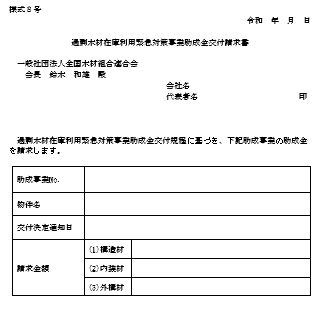 様式8号
令和　年　月　日
過剰木材在庫利用緊急対策事業助成金交付請求書
一般社団法人全国木材組合連合会
会長　鈴木　和雄　殿
会社名
代表者名　印
過剰木材在庫利用緊急対策事業助成金交付規程に基づき、下記助成事業の助成金
を請求します。
助成事業No.
物件名
交付決定通知日
請求金額
(1)構造材
(2)内装材
(3)外構材